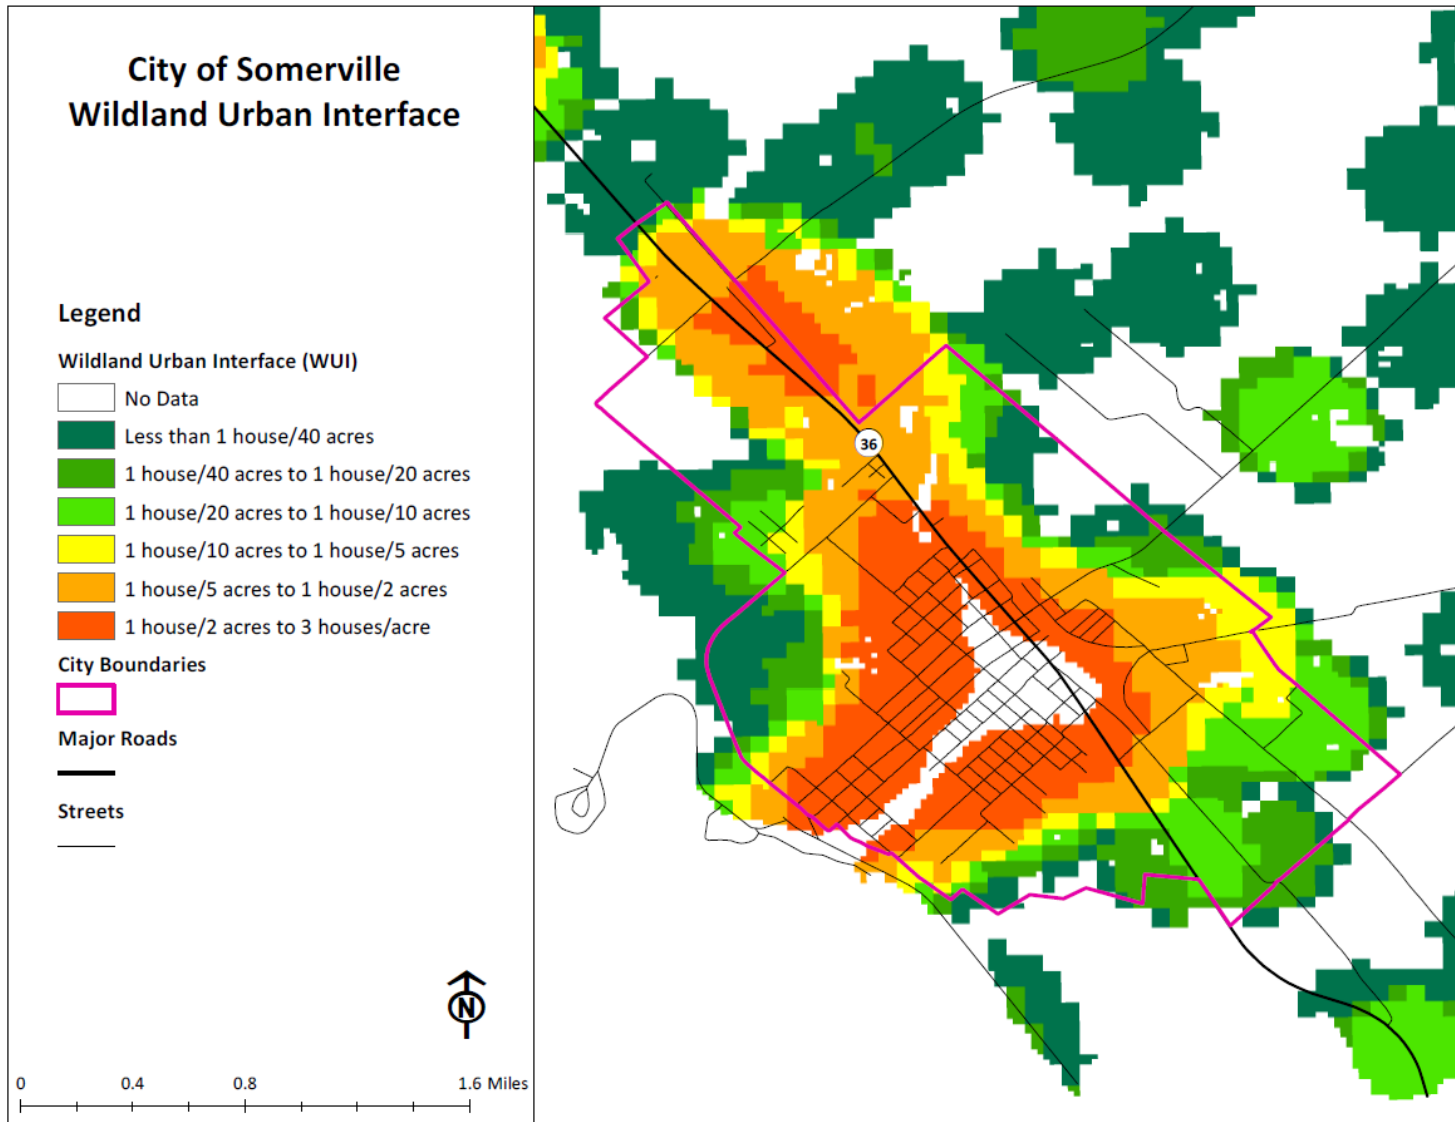 City of Somerville
Wildland Urban Interface
Legend
Wildland Urban Interface (WUI)
No Data
Less than 1 house/40 acres
1 house/40 acres to 1 house/20 acres
1 house/20 acres to 1 house/10 acres
1 house/10 acres to 1 house/5 acres
1 house/5 acres to 1 house/2 acres
1 house/2 acres to 3 houses/acre
City Boundaries
Major Roads
Streets
N
0 0.4 0.8 1.6 Miles
36